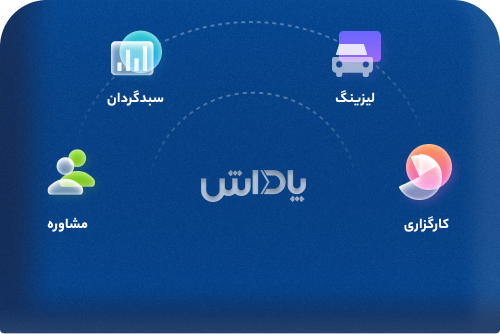 سبدگردان
لیزینگ
پاداش
مشاوره
کارگزاری